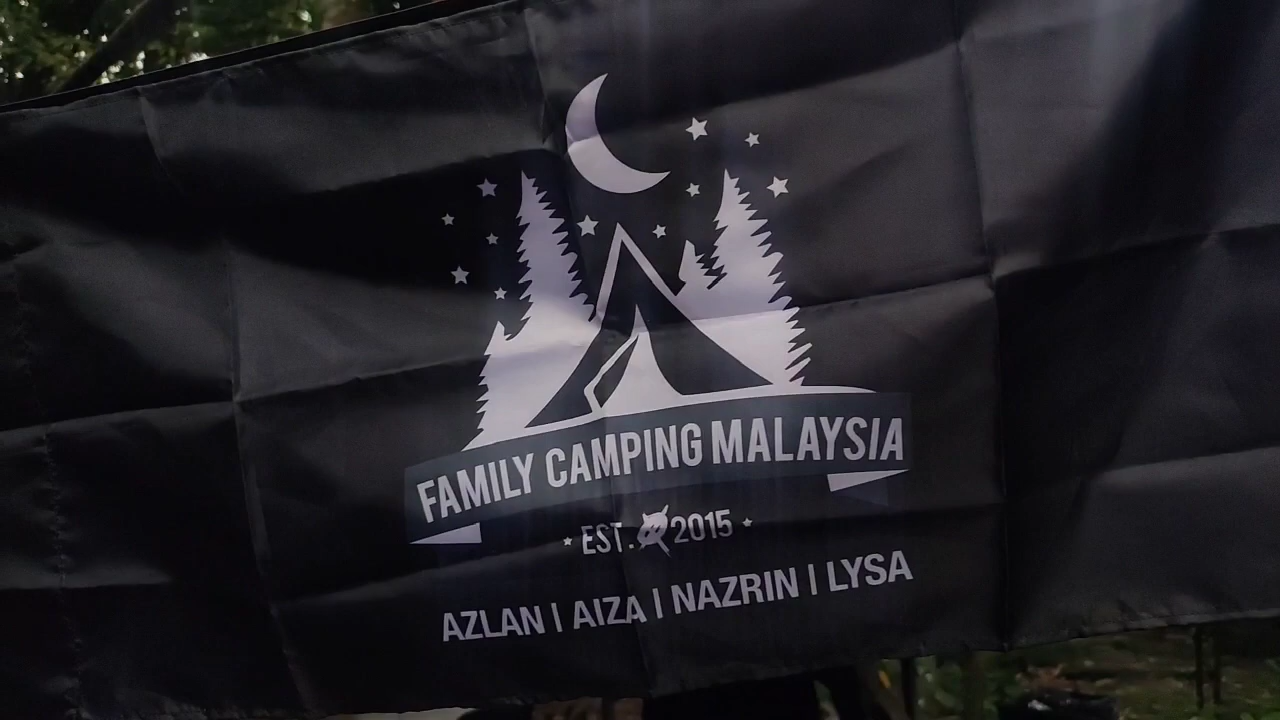 FAMILY CAMPING MALAYSIA
EST. 2015
AZLAN | AIZA | NAZRIN | LYSA